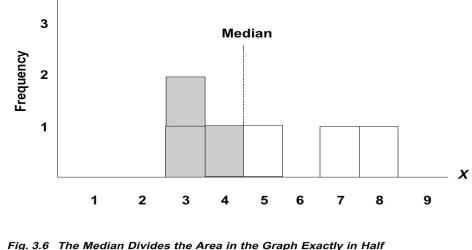 3
Median
Frequency
2
1
X
1 2 3 4 5 6 7 8 9
Fig. 3.6 The Median Divides the Area in the Graph Exactly in Half